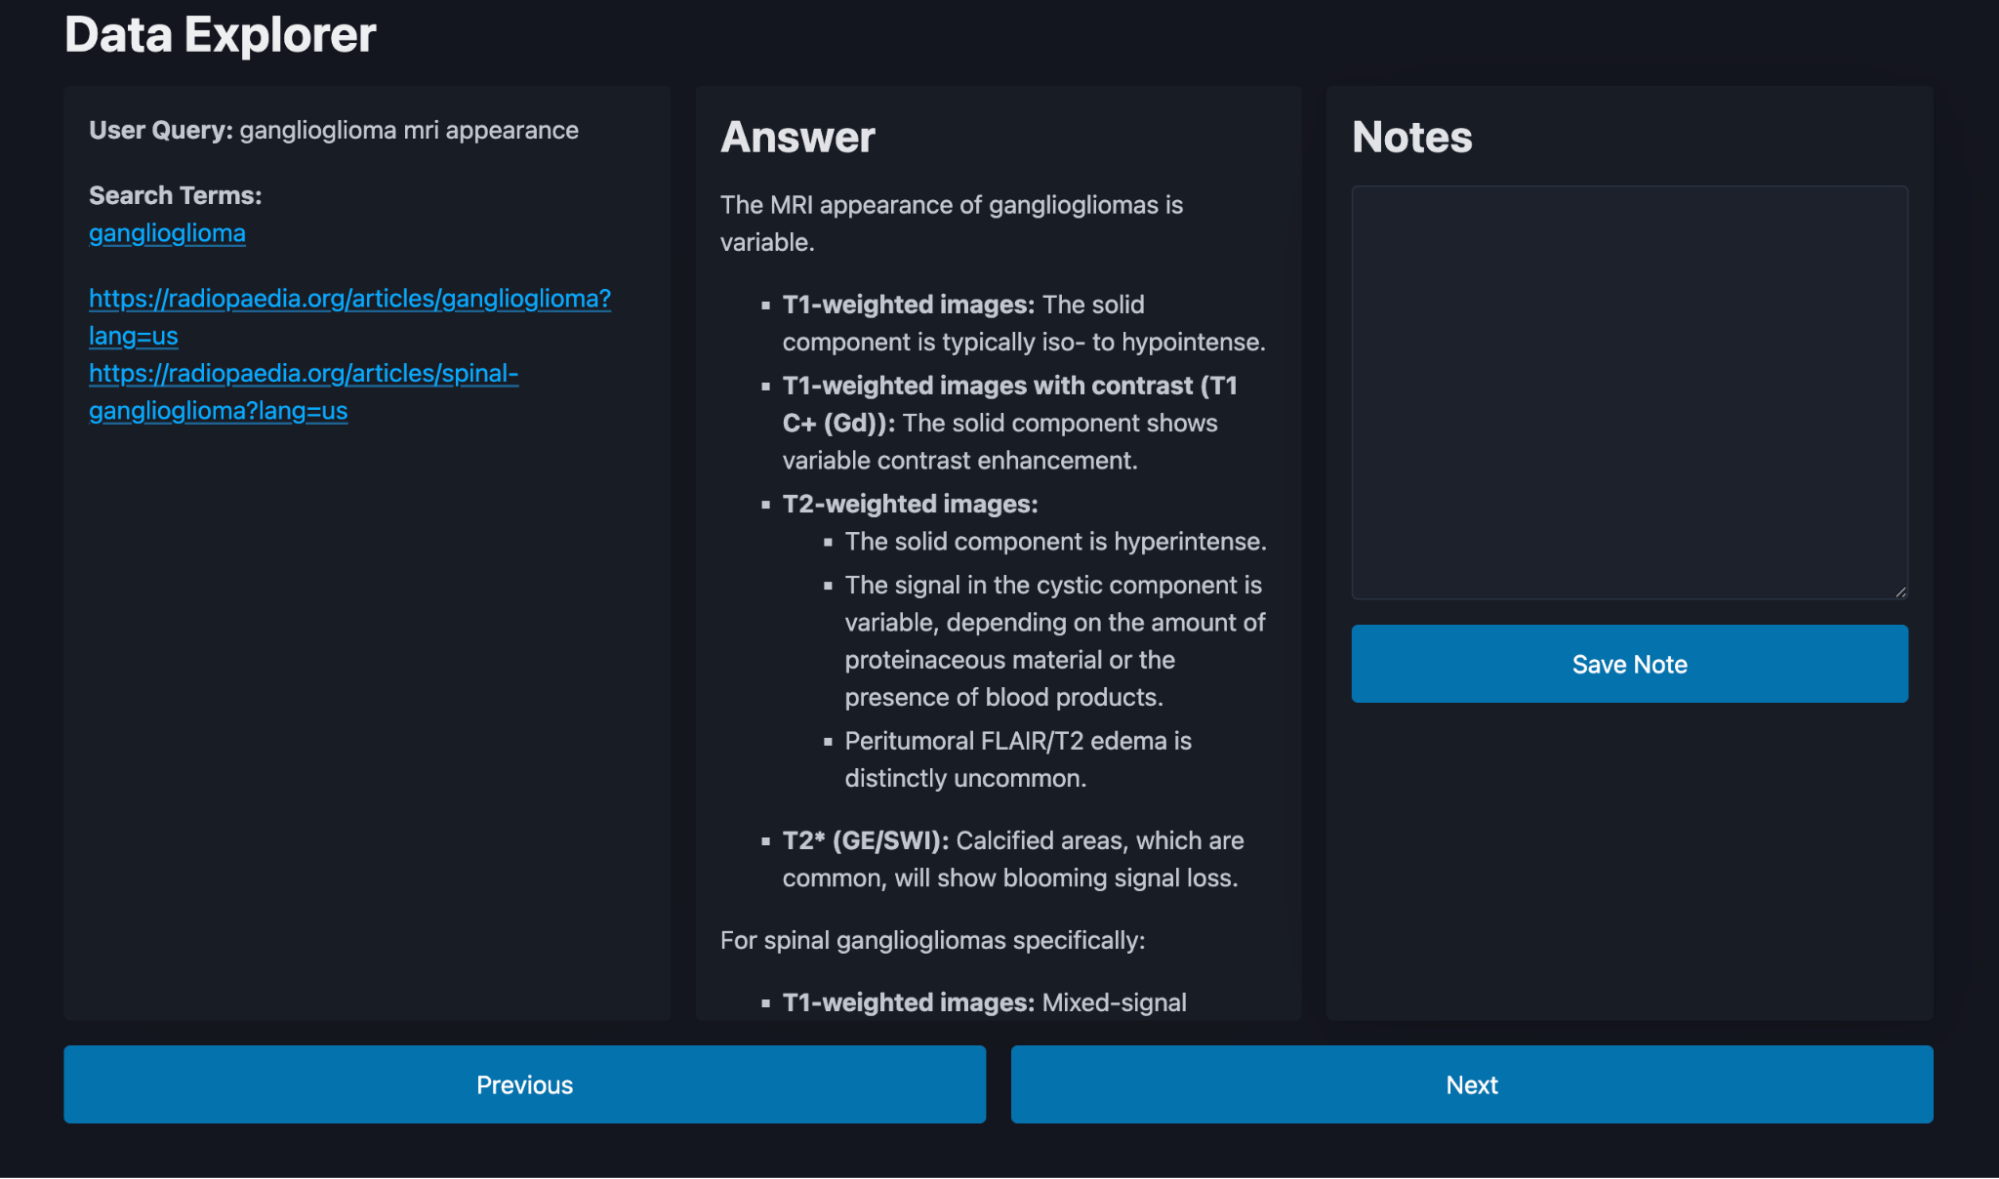 Data Explorer
User Query: ganglioglioma mri appearance
Search Terms:
ganglioglioma
https://radiopaedia.org/articles/ganglioglioma?
lang=us
https://radiopaedia.org/articles/spinal-
ganglioglioma?lang=us
Answer
The MRI appearance of gangliogliomas is
variable.
▪ T1-weighted images: The solid
component is typically iso- to hypointense.
▪ T1-weighted images with contrast (T1
C+ (Gd)): The solid component shows
variable contrast enhancement.
▪ T2-weighted images:
▪ The solid component is hyperintense.
▪ The signal in the cystic component is
variable, depending on the amount of
proteinaceous material or the
presence of blood products.
▪ Peritumoral FLAIR/T2 edema is
distinctly uncommon.
▪ T2* (GE/SWI): Calcified areas, which are
common, will show blooming signal loss.
For spinal gangliogliomas specifically:
▪ T1-weighted images: Mixed-signal
Notes
Save Note
Previous
Next